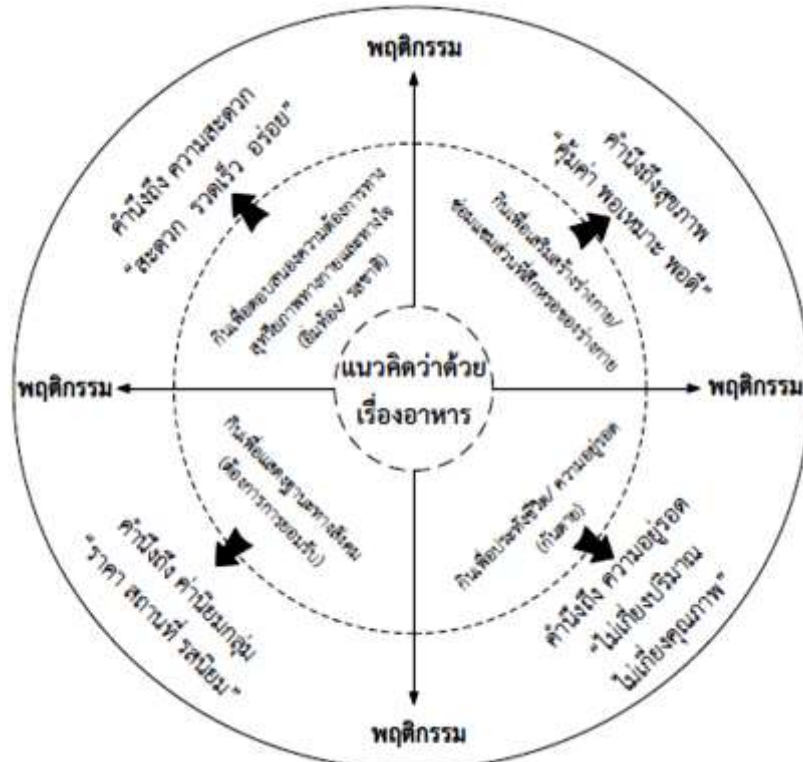 พฤติกรรม
คำนึงถึง ความสะดวก
“สะดวก รวดเร็ว อร่อย”
กินเพื่อตอบสนองความต้องการทาง
สุทรียภาพทางกายและทางใจ
(อิ่มท้อง/ รสชาติ)
คำนึงถึงสุขภาพ
“คุ้มค่า พอเหมาะ พอดี”
กินเพื่อเสริมสร้างร่างกาย/
ซ่อมแซมส่วนที่สึกหรอของร่างกาย
แนวคิดว่าด้วย
เรื่องอาหาร
พฤติกรรม
พฤติกรรม
กินเพื่อแสดงฐานะทางสังคม
(ต้องการการยอมรับ)
คำนึงถึง ค่านิยมกลุ่ม
“ราคา สถานที่ รสนิยม”
กินเพื่อประทังชีวิต/ ความอยู่รอด
(กันตาย)
คำนึงถึง ความอยู่รอด
“ไม่เกี่ยงปริมาณ
ไม่เกี่ยงคุณภาพ”
พฤติกรรม